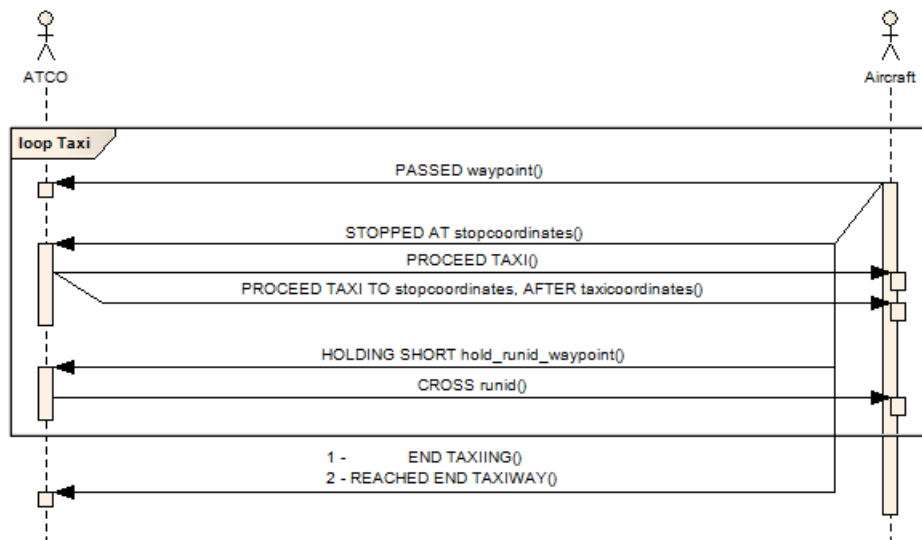 ATCO
Aircraft
loop Taxi
PASSED waypoint()
STOPPED AT stopcoordinates()
PROCEED TAXI()
PROCEED TAXI TO stopcoordinates, AFTER taxicoordinates()
HOLDING SHORT hold_runid_waypoint()
CROSS runid()
1 - END TAXIING()
2 - REACHED END TAXIWAY()